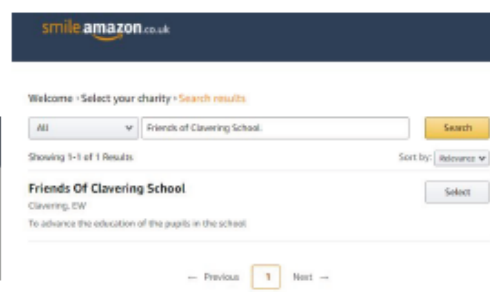 smile.amazon.co.uk
Welcome › Select your charity › Search results
All Friends of Clavering School. Search
Showing 1-1 of 1 Results Sort by: Relevance
Friends Of Clavering School Select
Clavering, EW
To advance the education of the pupils in the school
← Previous 1 Next →